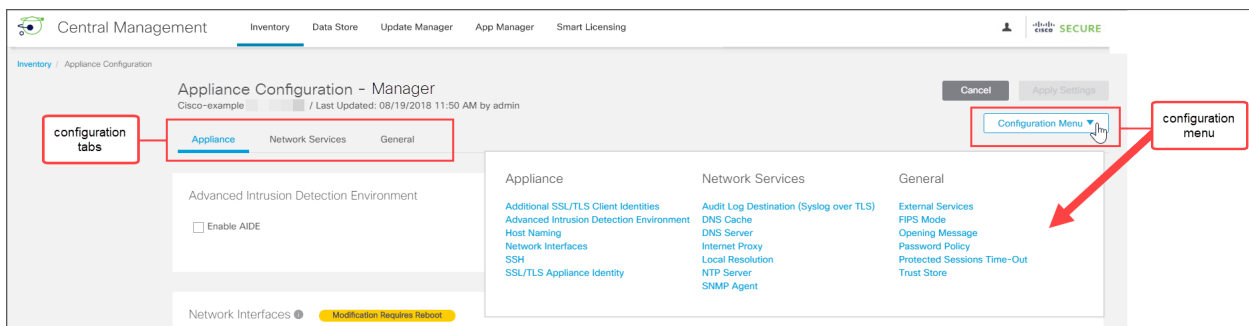 Central Management
Inventory
Data Store
Update Manager
App Manager
Smart Licensing
cisco SECURE
Inventory / Appliance Configuration
Appliance Configuration - Manager
Cisco-example / Last Updated: 08/19/2018 11:50 AM by admin
Cancel
Apply Settings
configuration
tabs
Appliance
Network Services
General
Configuration Menu
configuration
menu
Advanced Intrusion Detection Environment
Enable AIDE
Appliance
Additional SSL/TLS Client Identities
Advanced Intrusion Detection Environment
Host Naming
Network Interfaces
SSH
SSL/TLS Appliance Identity
Network Services
Audit Log Destination (Syslog over TLS)
DNS Cache
DNS Server
Internet Proxy
Local Resolution
NTP Server
SNMP Agent
General
External Services
FIPS Mode
Opening Message
Password Policy
Protected Sessions Time-Out
Trust Store
Network Interfaces
Modification Requires Reboot